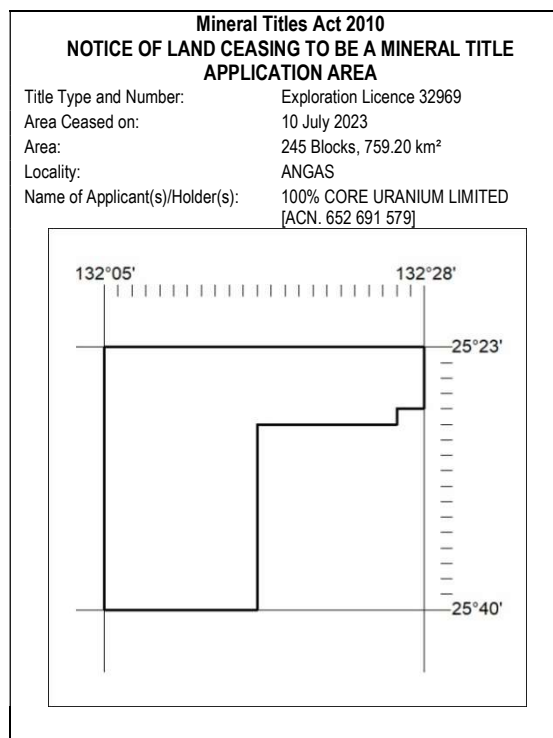 Mineral Titles Act 2010
NOTICE OF LAND CEASING TO BE A MINERAL TITLE
APPLICATION AREA
Title Type and Number: Exploration Licence 32969
Area Ceased on: 10 July 2023
Area: 245 Blocks, 759.20 km²
Locality: ANGAS
Name of Applicant(s)/Holder(s): 100% CORE URANIUM LIMITED
[ACN. 652 691 579]
132°05' 132°28'
25°23'
25°40'